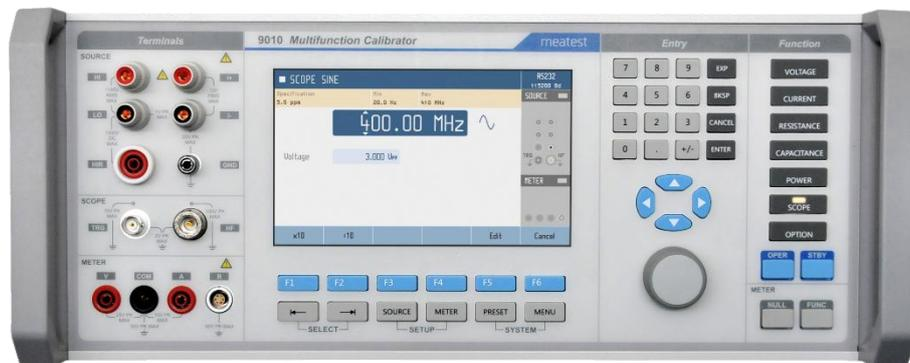 Terminals
9010 Multifunction Calibrator
meatest
Entry
Function
SOURCE
HI
I+
LO
I-
HIR
GND
SCOPE
TRG
HF
METER
V
COM
A
R
SCOPE SINE
RS232
115200 Bd
Specification
Min
Max
5.0 ppm
20.0 Hz
SOURCE
400.00 MHz
Voltage
3.000 Vpp
TRG
HF
METER
x10
Edit
Cancel
F1
F2
F3
F4
F5
F6
SOURCE
METER
PRESET
MENU
SELECT
SETUP
SYSTEM
7
8
9
EXP
4
5
6
BKSP
1
2
3
CANCEL
0
.
+/-
ENTER
VOLTAGE
CURRENT
RESISTANCE
CAPACITANCE
POWER
SCOPE
OPTION
OPER
STBY
METER
NULL
FUNC